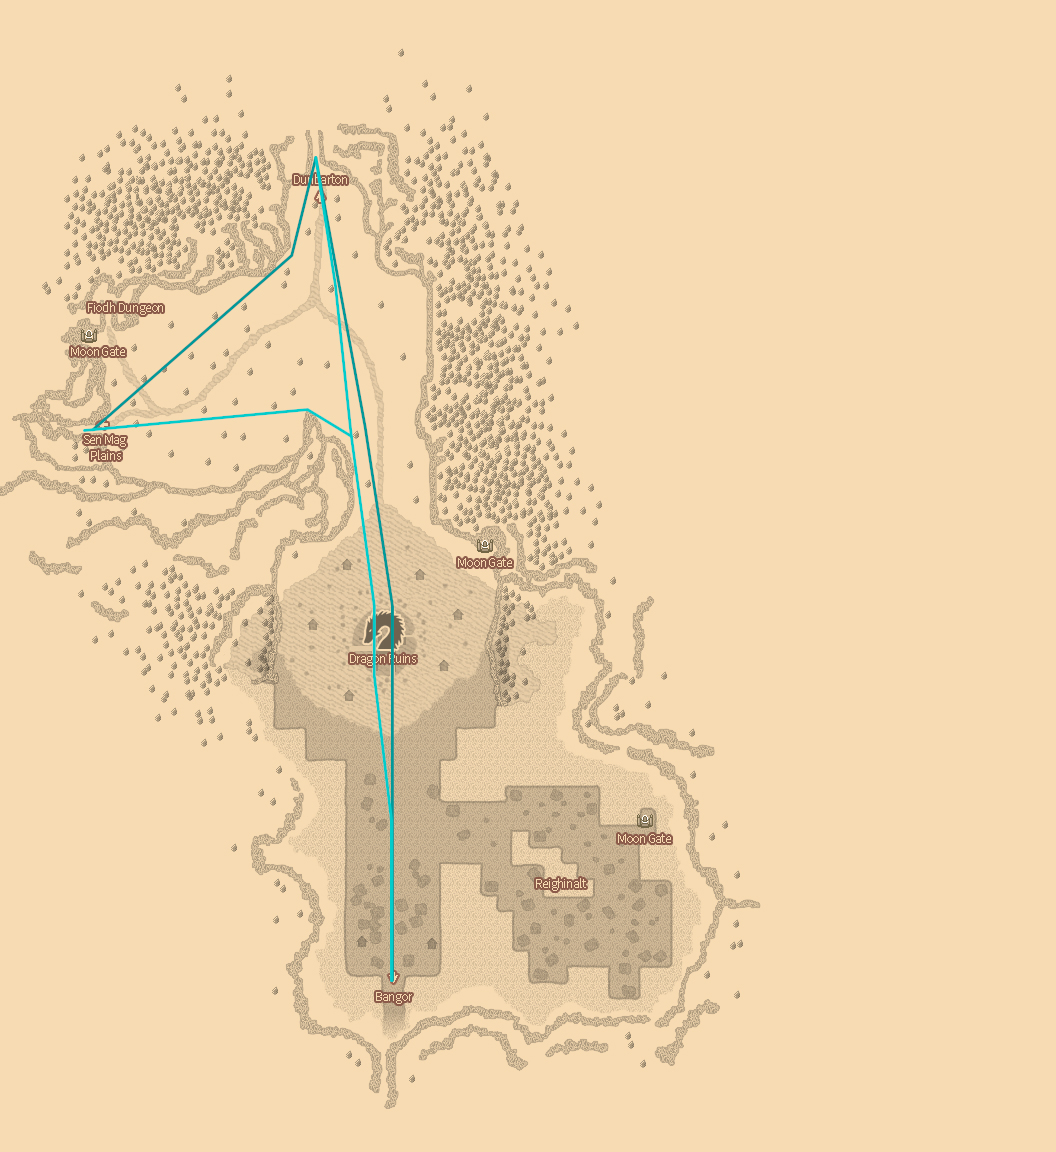 Dunbarton
Fiodh Dungeon
Moon Gate
Sen Mag
Plains
Moon Gate
Dragon Ruins
Moon Gate
Reighinalt
Bangor